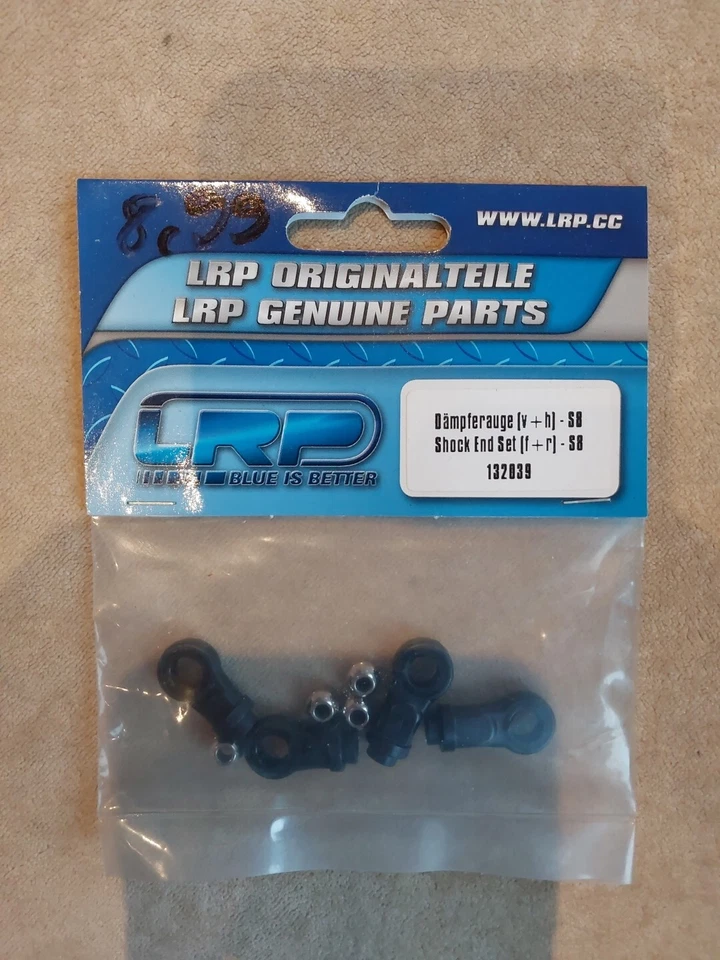 8,99
WWW.LRP.CC
LRP ORIGINALTEILE
LRP GENUINE PARTS
LRP
BLUE IS BETTER
Dämpferauge (v+h) - S8
Shock End Set (f+r) - S8
132039